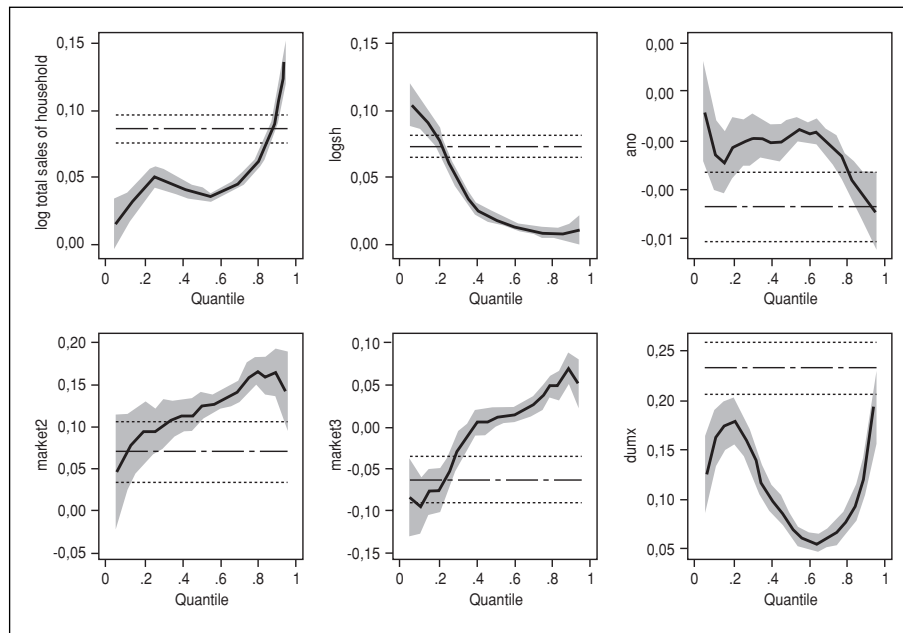 log total sales of household
0,15
0,10
0,05
0,00
0 .2 .4 .6 .8 1
Quantile
logsh
0,15
0,10
0,05
0,00
0 .2 .4 .6 .8 1
Quantile
ano
0,00
0,00
-0,00
-0,00
-0,01
0 .2 .4 .6 .8 1
Quantile
market2
0,20
0,15
0,10
0,05
0,00
-0,05
0 .2 .4 .6 .8 1
Quantile
market3
0,10
0,05
0,00
-0,05
-0,10
-0,15
0 .2 .4 .6 .8 1
Quantile
dumx
0,25
0,20
0,10
0,05
0 .2 .4 .6 .8 1
Quantile